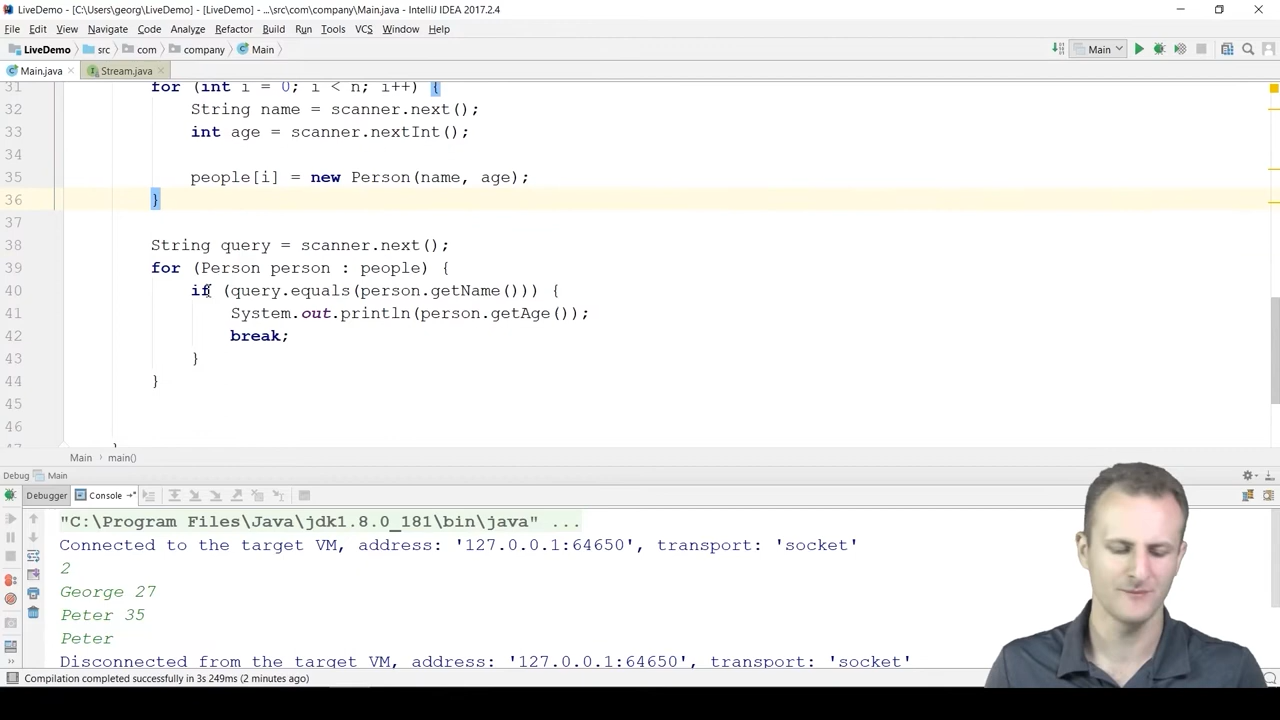 LiveDemo - [C:\Users\georg\LiveDemo] - [LiveDemo] - ...\src\com\company\Main.java - IntelliJ IDEA 2017.2.4
File Edit View Navigate Code Analyze Refactor Build Run Tools VCS Window Help
LiveDemo src com company Main Main
Main.java Stream.java
31 for (int i = 0; i < n; i++) {
32 String name = scanner.next();
33 int age = scanner.nextInt();
34
35 people[i] = new Person(name, age);
36 }
37
38 String query = scanner.next();
39 for (Person person : people) {
40 if (query.equals(person.getName())) {
41 System.out.println(person.getAge());
42 break;
43 }
44 }
45
46
47 }
Main main()
Debug Main
Debugger Console
"C:\Program Files\Java\jdk1.8.0_181\bin\java" ...
Connected to the target VM, address: '127.0.0.1:64650', transport: 'socket'
2
George 27
Peter 35
Peter
Disconnected from the target VM, address: '127.0.0.1:64650', transport: 'socket'
Compilation completed successfully in 3s 249ms (2 minutes ago)